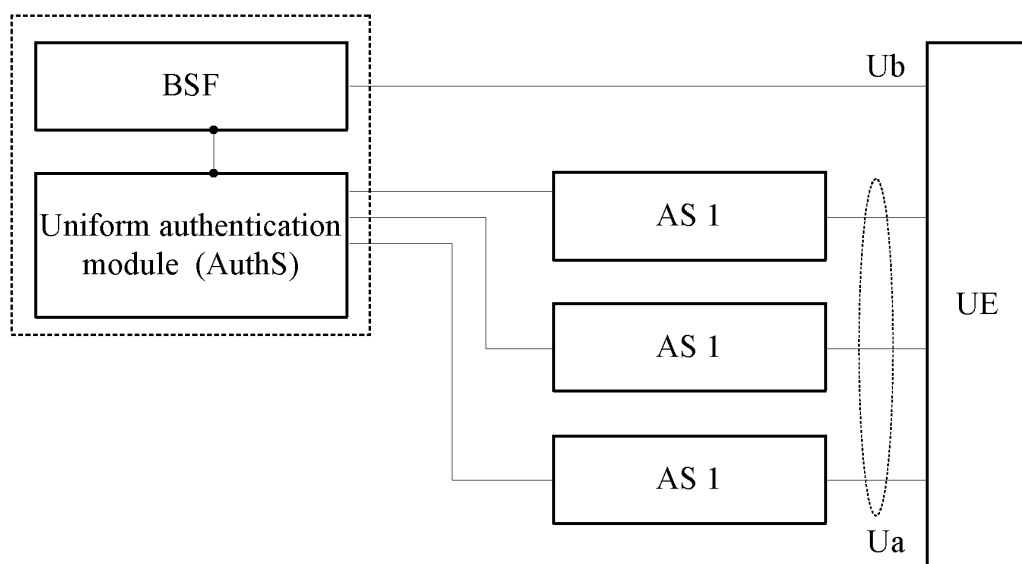 BSF
Ub
Uniform authentication
module (AuthS)
AS 1
AS 1
AS 1
UE
Ua